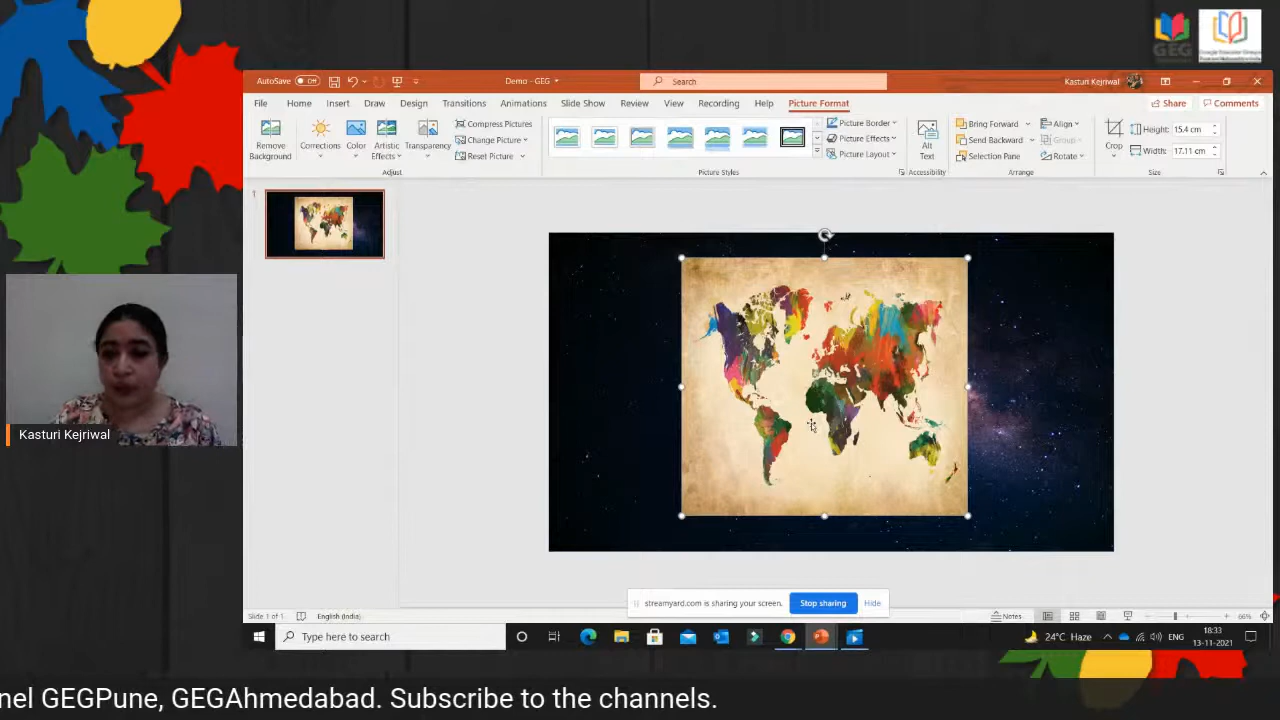 GEG
AutoSave Off
Demo - GEG
Search
Kasturi Kejriwal
File Home Insert Draw Design Transitions Animations Slide Show Review View Recording Help Picture Format
Share Comments
Remove Background
Corrections
Color
Artistic Effects
Transparency
Compress Pictures
Change Picture
Reset Picture
Adjust
Picture Styles
Picture Border
Picture Effects
Picture Layout
Alt Text
Accessibility
Bring Forward
Send Backward
Selection Pane
Align
Group
Rotate
Arrange
Crop
Height: 15.4 cm
Width: 17.11 cm
Size
1
Kasturi Kejriwal
streamyard.com is sharing your screen.
Stop sharing
Hide
Slide 1 of 1
English (India)
Notes
66%
Type here to search
24°C Haze
ENG
18:33
13-11-2021
nel GEGPune, GEGAhmedabad. Subscribe to the channels.